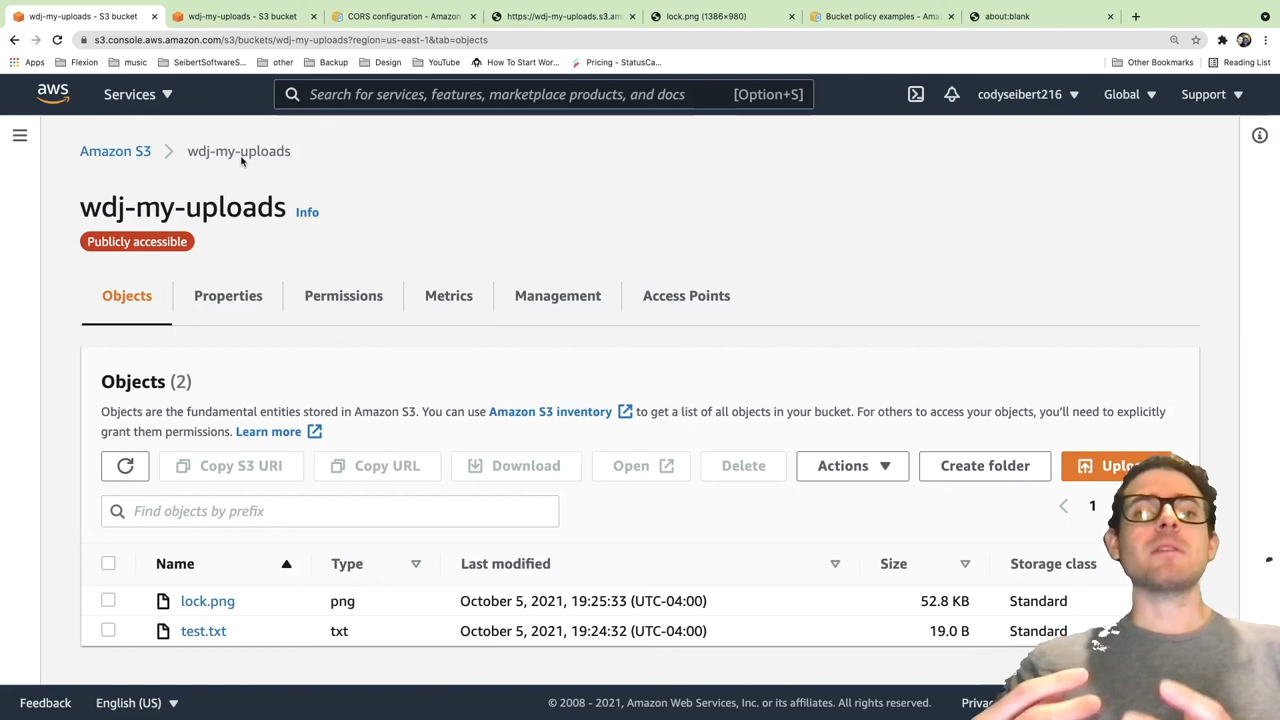 wdj-my-uploads - S3 bucket
wdj-my-uploads - S3 bucket
CORS configuration - Amazon
https://wdj-my-uploads.s3.am
lock.png (1386×980)
Bucket policy examples - Ama
about:blank
s3.console.aws.amazon.com/s3/buckets/wdj-my-uploads?region=us-east-1&tab=objects
Apps
Flexion
music
SeibertSoftwareS...
other
Backup
Design
YouTube
How To Start Wor...
Pricing - StatusCa...
Other Bookmarks
Reading List
aws
Services
Search for services, features, marketplace products, and docs
[Option+S]
codyseibert216
Global
Support
Amazon S3
wdj-my-uploads
wdj-my-uploads
Info
Publicly accessible
Objects
Properties
Permissions
Metrics
Management
Access Points
Objects (2)
Objects are the fundamental entities stored in Amazon S3. You can use Amazon S3 inventory to get a list of all objects in your bucket. For others to access your objects, you'll need to explicitly
grant them permissions. Learn more
Copy S3 URI
Copy URL
Download
Open
Delete
Actions
Create folder
Find objects by prefix
1
Name
Type
Last modified
Size
Storage class
lock.png
png
October 5, 2021, 19:25:33 (UTC-04:00)
52.8 KB
Standard
test.txt
txt
October 5, 2021, 19:24:32 (UTC-04:00)
19.0 B
Standard
Feedback
English (US)
© 2008 - 2021, Amazon Web Services, Inc. or its affiliates. All rights reserved.